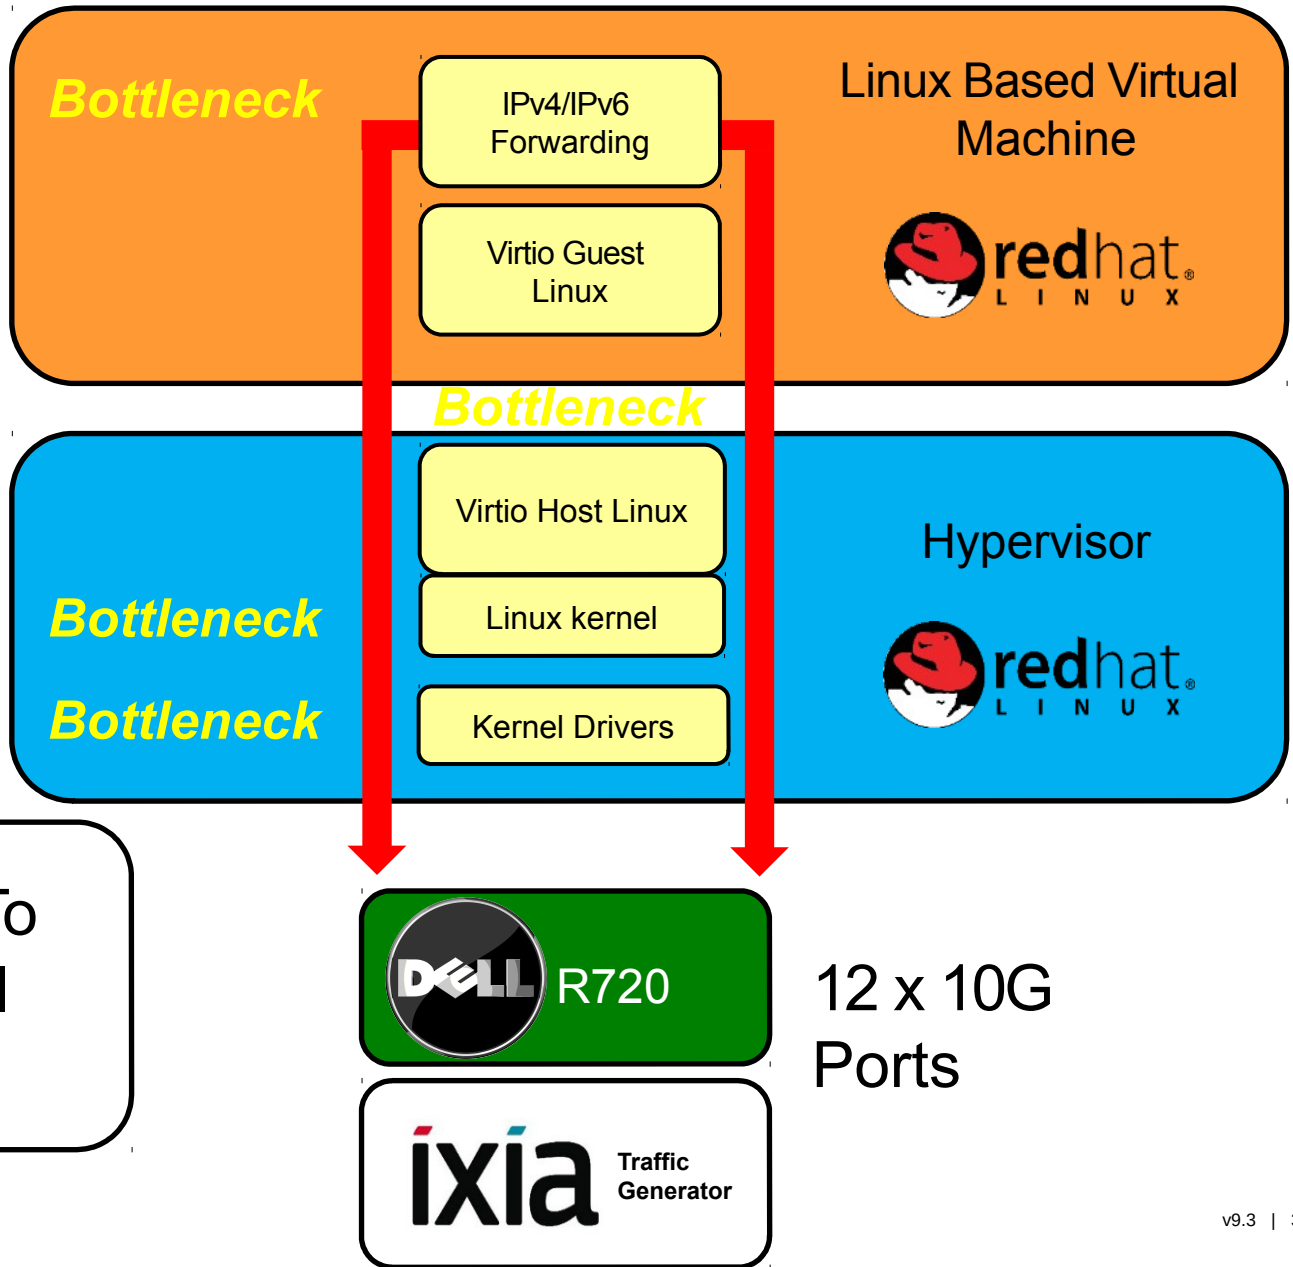 Bottleneck
IPv4/IPv6
Forwarding
Linux Based Virtual
Machine
Virtio Guest
Linux
redhat®
LINUX
Bottleneck
Virtio Host Linux
Hypervisor
Bottleneck
Linux kernel
redhat®
LINUX
Bottleneck
Kernel Drivers
To
DELL R720
12 x 10G
Ports
ixia
Traffic
Generator
v9.3 |